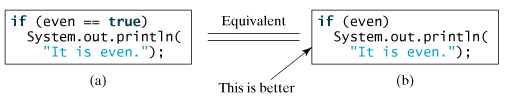 if (even == true)
System.out.println(
"It is even.");
(a)
Equivalent
This is better
if (even)
System.out.println(
"It is even.");
(b)